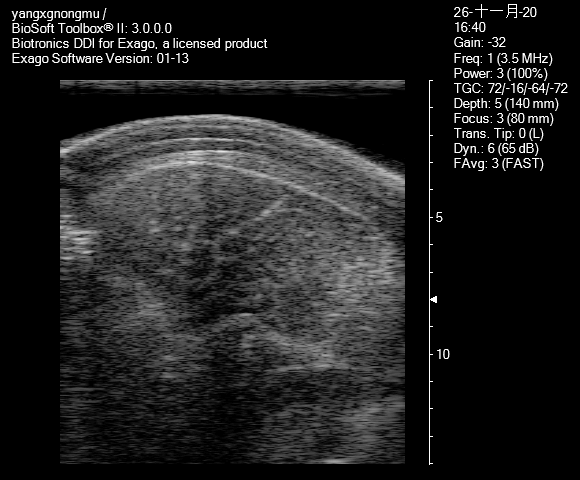 yangxgnongmu /
BioSoft Toolbox® II: 3.0.0.0
Biotronics DDI for Exago, a licensed product
Exago Software Version: 01-13
26-十一月-20
16:40
Gain: -32
Freq: 1 (3.5 MHz)
Power: 3 (100%)
TGC: 72/-16/-64/-72
Depth: 5 (140 mm)
Focus: 3 (80 mm)
Trans. Tip: 0 (L)
Dyn.: 6 (65 dB)
FAvg: 3 (FAST)
5
10